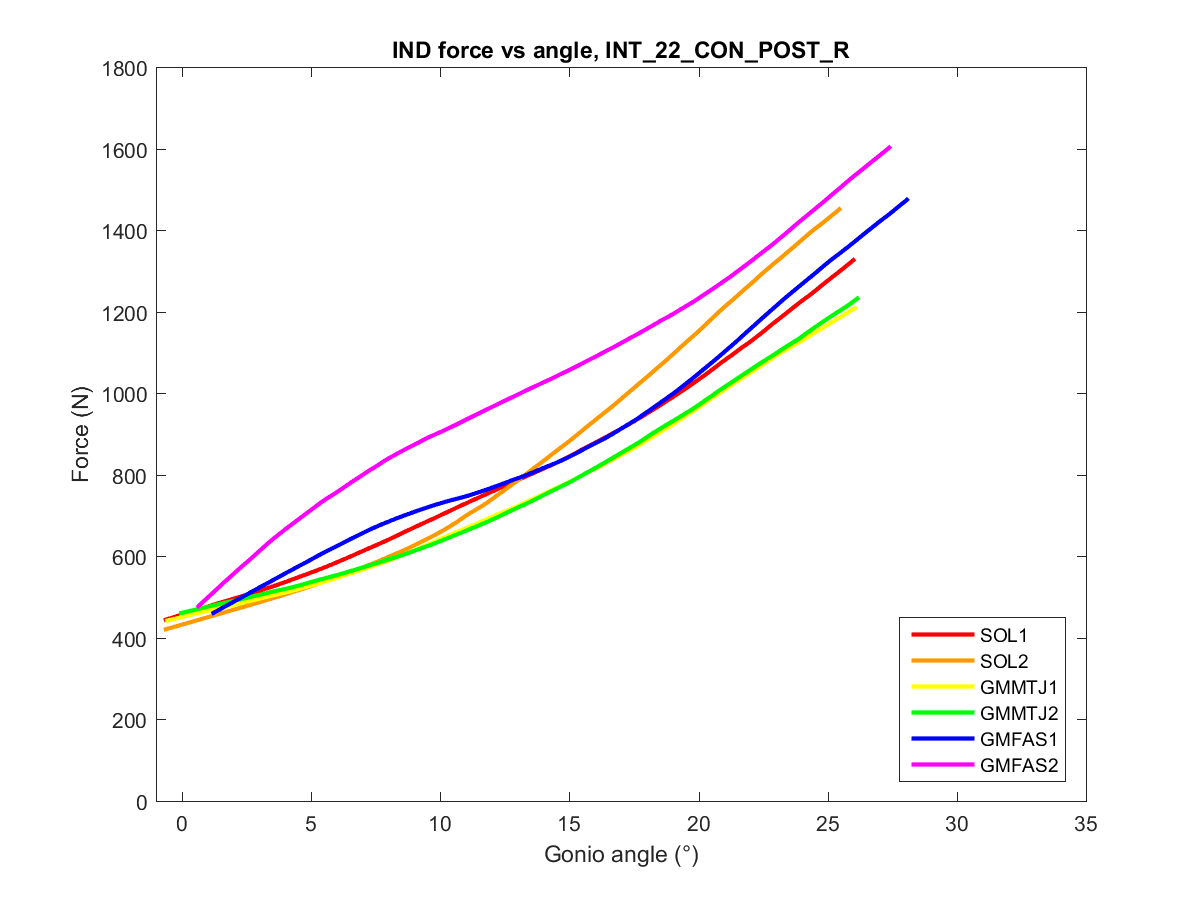 IND force vs angle, INT_22_CON_POST_R
1800
1600
1400
1200
1000
800
600
400
200
0
Force (N)
0 5 10 15 20 25 30 35
Gonio angle (°)
SOL1
SOL2
GMMTJ1
GMMTJ2
GMFAS1
GMFAS2